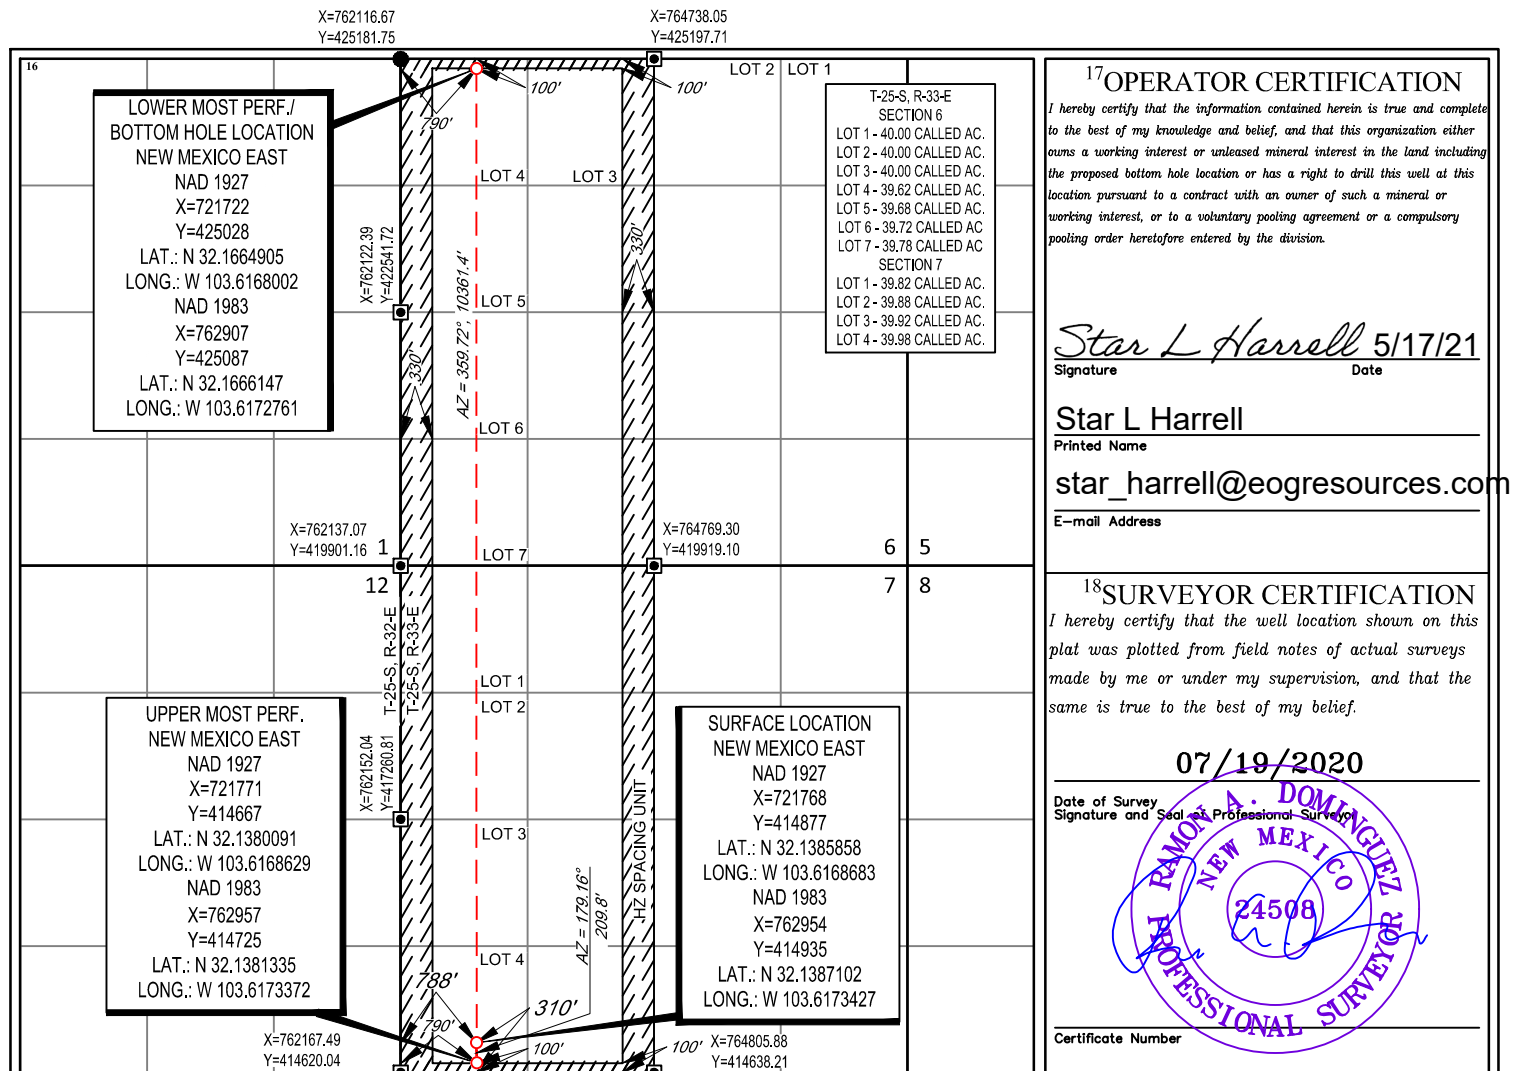 X=762116.67
Y=425181.75
X=764738.05
Y=425197.71
16
LOT 2
LOT 1
100'
100'
790'
LOWER MOST PERF./
BOTTOM HOLE LOCATION
NEW MEXICO EAST
NAD 1927
X=721722
Y=425028
LAT.: N 32.1664905
LONG.: W 103.6168002
NAD 1983
X=762907
Y=425087
LAT.: N 32.1666147
LONG.: W 103.6172761
T-25-S, R-33-E
SECTION 6
LOT 1 - 40.00 CALLED AC.
LOT 2 - 40.00 CALLED AC.
LOT 3 - 40.00 CALLED AC.
LOT 4 - 39.62 CALLED AC.
LOT 5 - 39.68 CALLED AC.
LOT 6 - 39.72 CALLED AC
LOT 7 - 39.78 CALLED AC
SECTION 7
LOT 1 - 39.82 CALLED AC.
LOT 2 - 39.88 CALLED AC.
LOT 3 - 39.92 CALLED AC.
LOT 4 - 39.98 CALLED AC.
LOT 4
LOT 3
X=762122.39
Y=422541.72
330'
AZ = 359.72°, 10361.4'
LOT 5
330'
LOT 6
X=762137.07
Y=419901.16
1
LOT 7
X=764769.30
Y=419919.10
6
5
12
7
8
T-25-S, R-32-E
T-25-S, R-33-E
LOT 1
LOT 2
X=762152.04
Y=417260.81
LOT 3
HZ SPACING UNIT
UPPER MOST PERF.
NEW MEXICO EAST
NAD 1927
X=721771
Y=414667
LAT.: N 32.1380091
LONG.: W 103.6168629
NAD 1983
X=762957
Y=414725
LAT.: N 32.1381335
LONG.: W 103.6173372
SURFACE LOCATION
NEW MEXICO EAST
NAD 1927
X=721768
Y=414877
LAT.: N 32.1385858
LONG.: W 103.6168683
NAD 1983
X=762954
Y=414935
LAT.: N 32.1387102
LONG.: W 103.6173427
AZ = 179.16°
209.8'
LOT 4
788'
310'
790'
100'
100'
X=762167.49
Y=414620.04
X=764805.88
Y=414638.21
17 OPERATOR CERTIFICATION
I hereby certify that the information contained herein is true and complete
to the best of my knowledge and belief, and that this organization either
owns a working interest or unleased mineral interest in the land including
the proposed bottom hole location or has a right to drill this well at this
location pursuant to a contract with an owner of such a mineral or
working interest, or to a voluntary pooling agreement or a compulsory
pooling order heretofore entered by the division.
Star L Harrell 5/17/21
Signature Date
Star L Harrell
Printed Name
star_harrell@eogresources.com
E-mail Address
18 SURVEYOR CERTIFICATION
I hereby certify that the well location shown on this
plat was plotted from field notes of actual surveys
made by me or under my supervision, and that the
same is true to the best of my belief.
07/19/2020
Date of Survey
Signature and Seal of Professional Surveyor
RAMON A. DOMINGUEZ
NEW MEXICO
24508
PROFESSIONAL SURVEYOR
Certificate Number